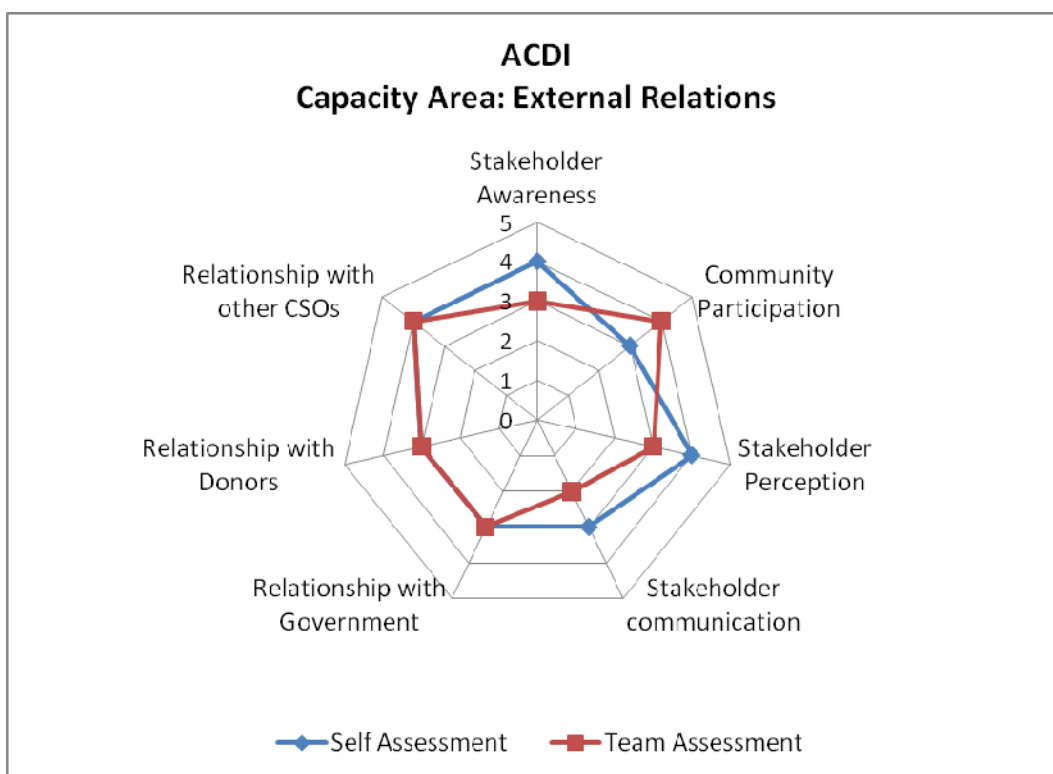 ACDI
Capacity Area: External Relations
Stakeholder
Awareness
Community
Participation
Stakeholder
Perception
Stakeholder
communication
Relationship with
Government
Relationship with
Donors
Relationship with
other CSOs
5
4
3
2
1
0
Self Assessment
Team Assessment